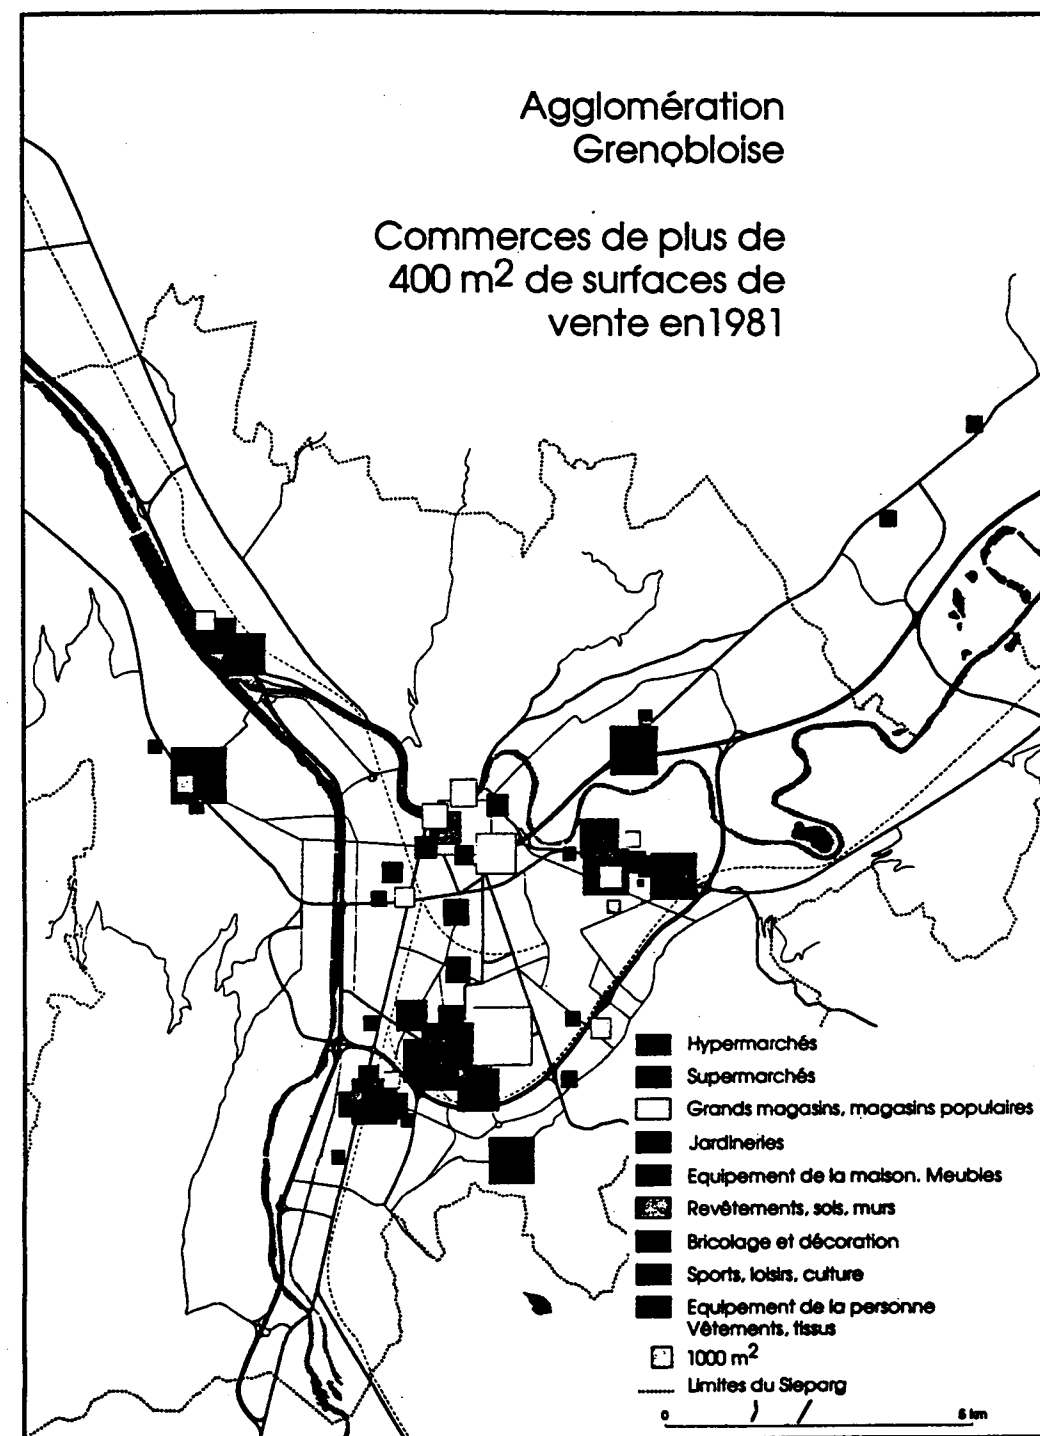 Agglomération
Grenobloise
Commerces de plus de
400 m2 de surfaces de
vente en1981
Hypermarchés
Supermarchés
Grands magasins, magasins populaires
Jardineries
Equipement de la maison. Meubles
Revêtements, sols, murs
Bricolage et décoration
Sports, loisirs, culture
Equipement de la personne
Vêtements, tissus
1000 m2
Limites du Sieparg
0 5 km